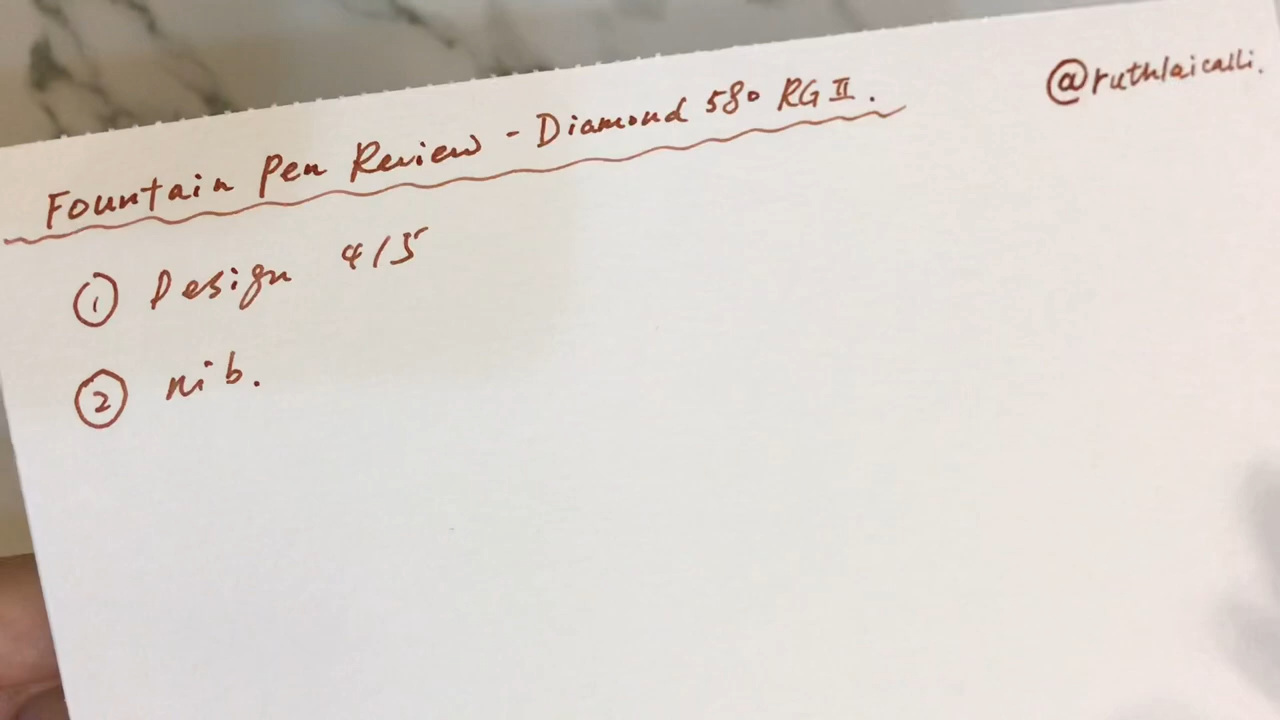 @ruthlaicalli.
Fountain Pen Review - Diamond 580 RG II.
① Design 4/5
② nib.